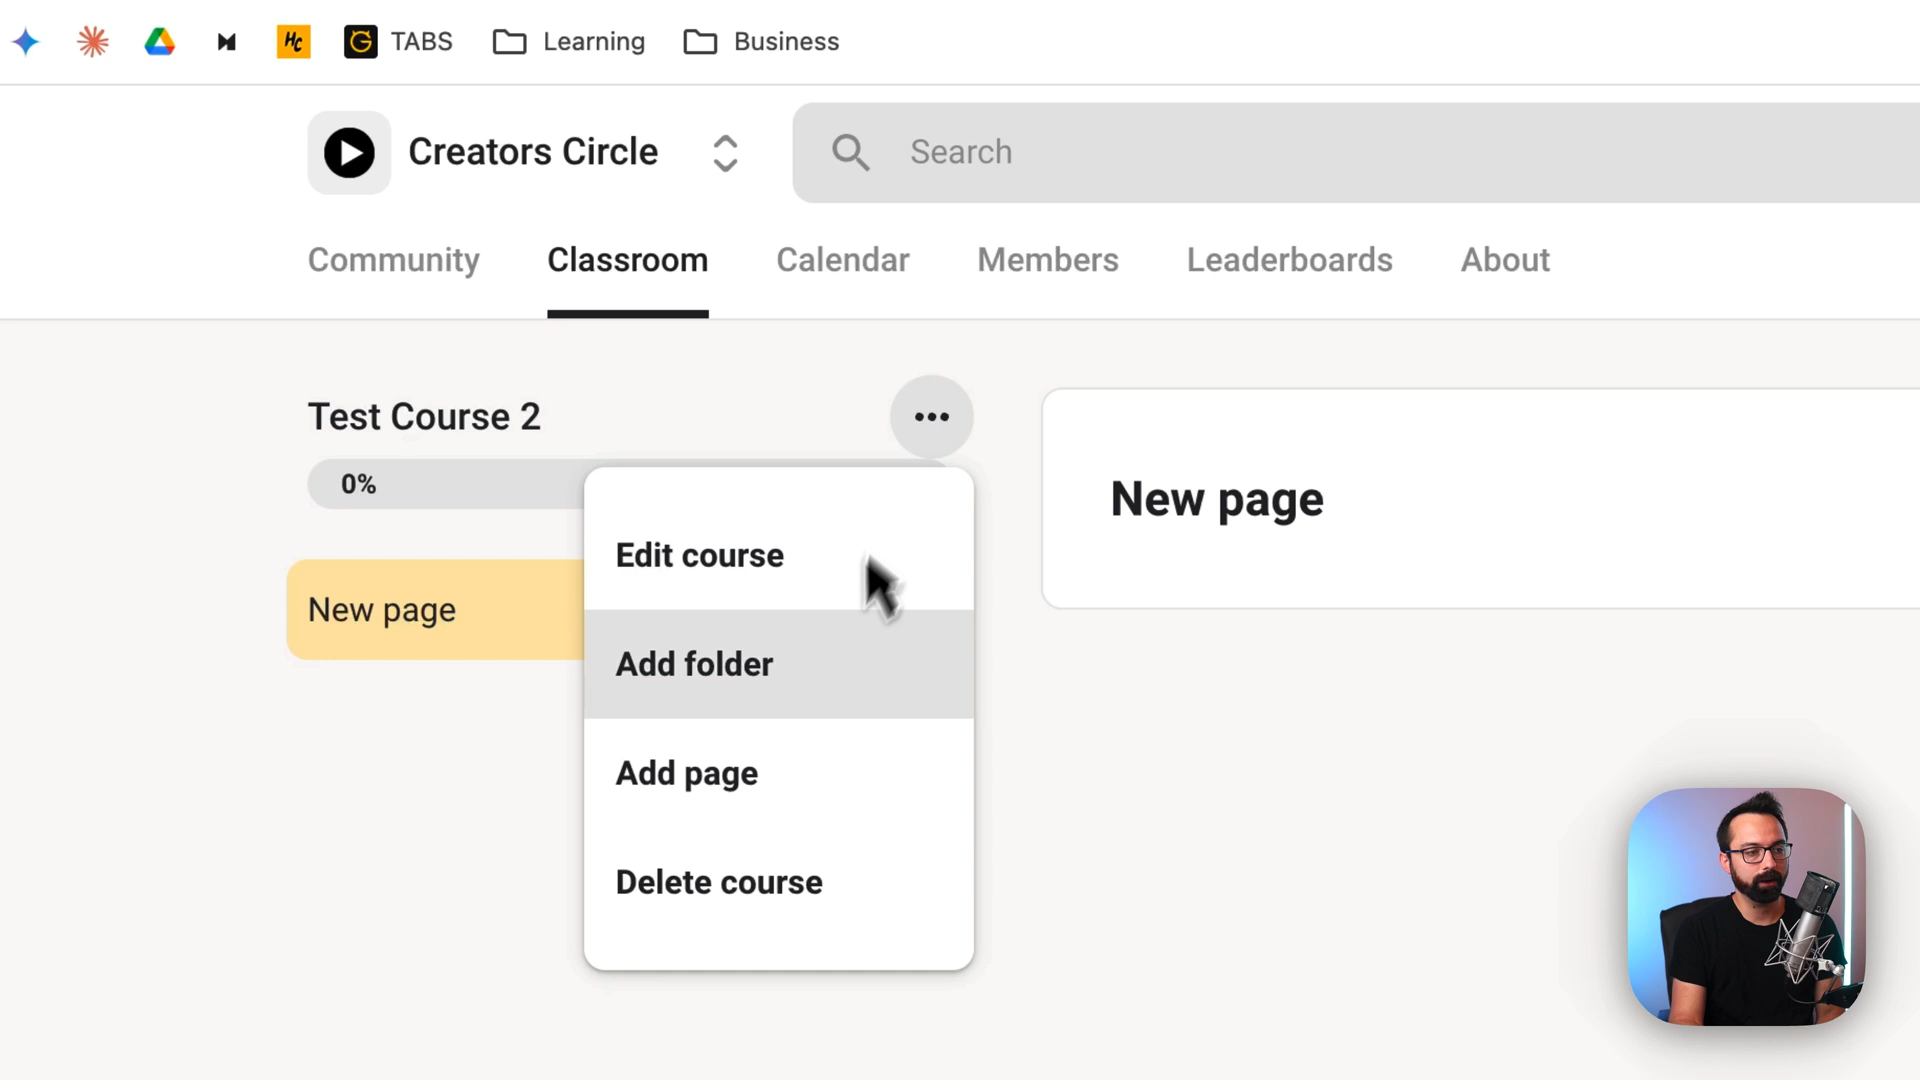 TABS
Learning
Business
HC
Creators Circle
Search
Community
Classroom
Calendar
Members
Leaderboards
About
Test Course 2
0%
New page
Edit course
Add folder
Add page
Delete course
New page